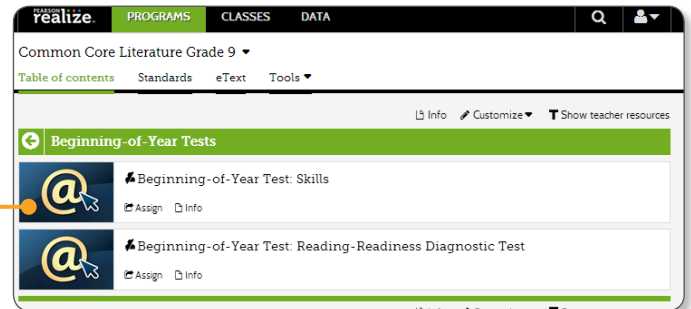 PEARSON
realize. PROGRAMS CLASSES DATA
Common Core Literature Grade 9
Table of contents Standards eText Tools
Info Customize Show teacher resources
Beginning-of-Year Tests
Beginning-of-Year Test: Skills
Assign Info
Beginning-of-Year Test: Reading-Readiness Diagnostic Test
Assign Info